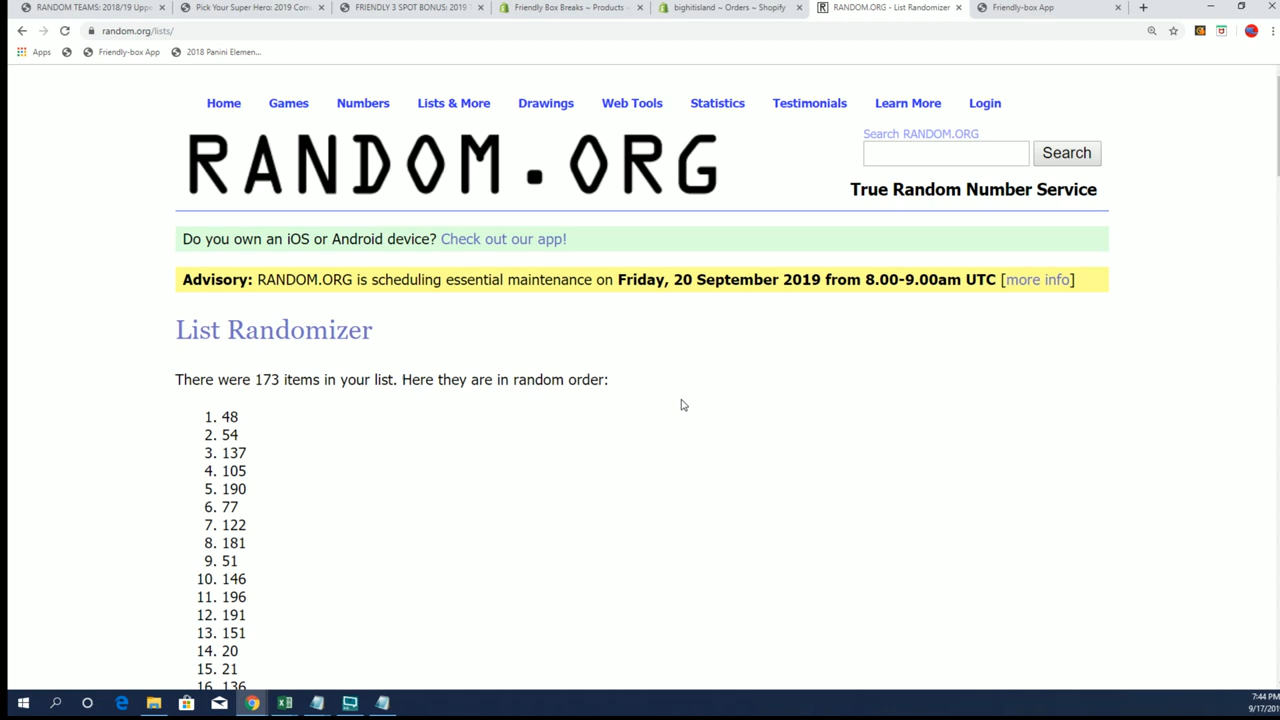 RANDOM TEAMS: 2018/19 Uppe
Pick Your Super Hero: 2019 Com
FRIENDLY 3 SPOT BONUS: 2019
Friendly Box Breaks ~ Products ~
bighitisland ~ Orders ~ Shopify
RANDOM.ORG - List Randomizer
Friendly-box App
random.org/lists/
Apps
Friendly-box App
2018 Panini Elemen...
Home
Games
Numbers
Lists & More
Drawings
Web Tools
Statistics
Testimonials
Learn More
Login
RANDOM.ORG
Search RANDOM.ORG
Search
True Random Number Service
Do you own an iOS or Android device? Check out our app!
Advisory: RANDOM.ORG is scheduling essential maintenance on Friday, 20 September 2019 from 8.00-9.00am UTC [more info]
List Randomizer
There were 173 items in your list. Here they are in random order:
1. 48
2. 54
3. 137
4. 105
5. 190
6. 77
7. 122
8. 181
9. 51
10. 146
11. 196
12. 191
13. 151
14. 20
15. 21
16. 136
7:44 PM
9/17/201